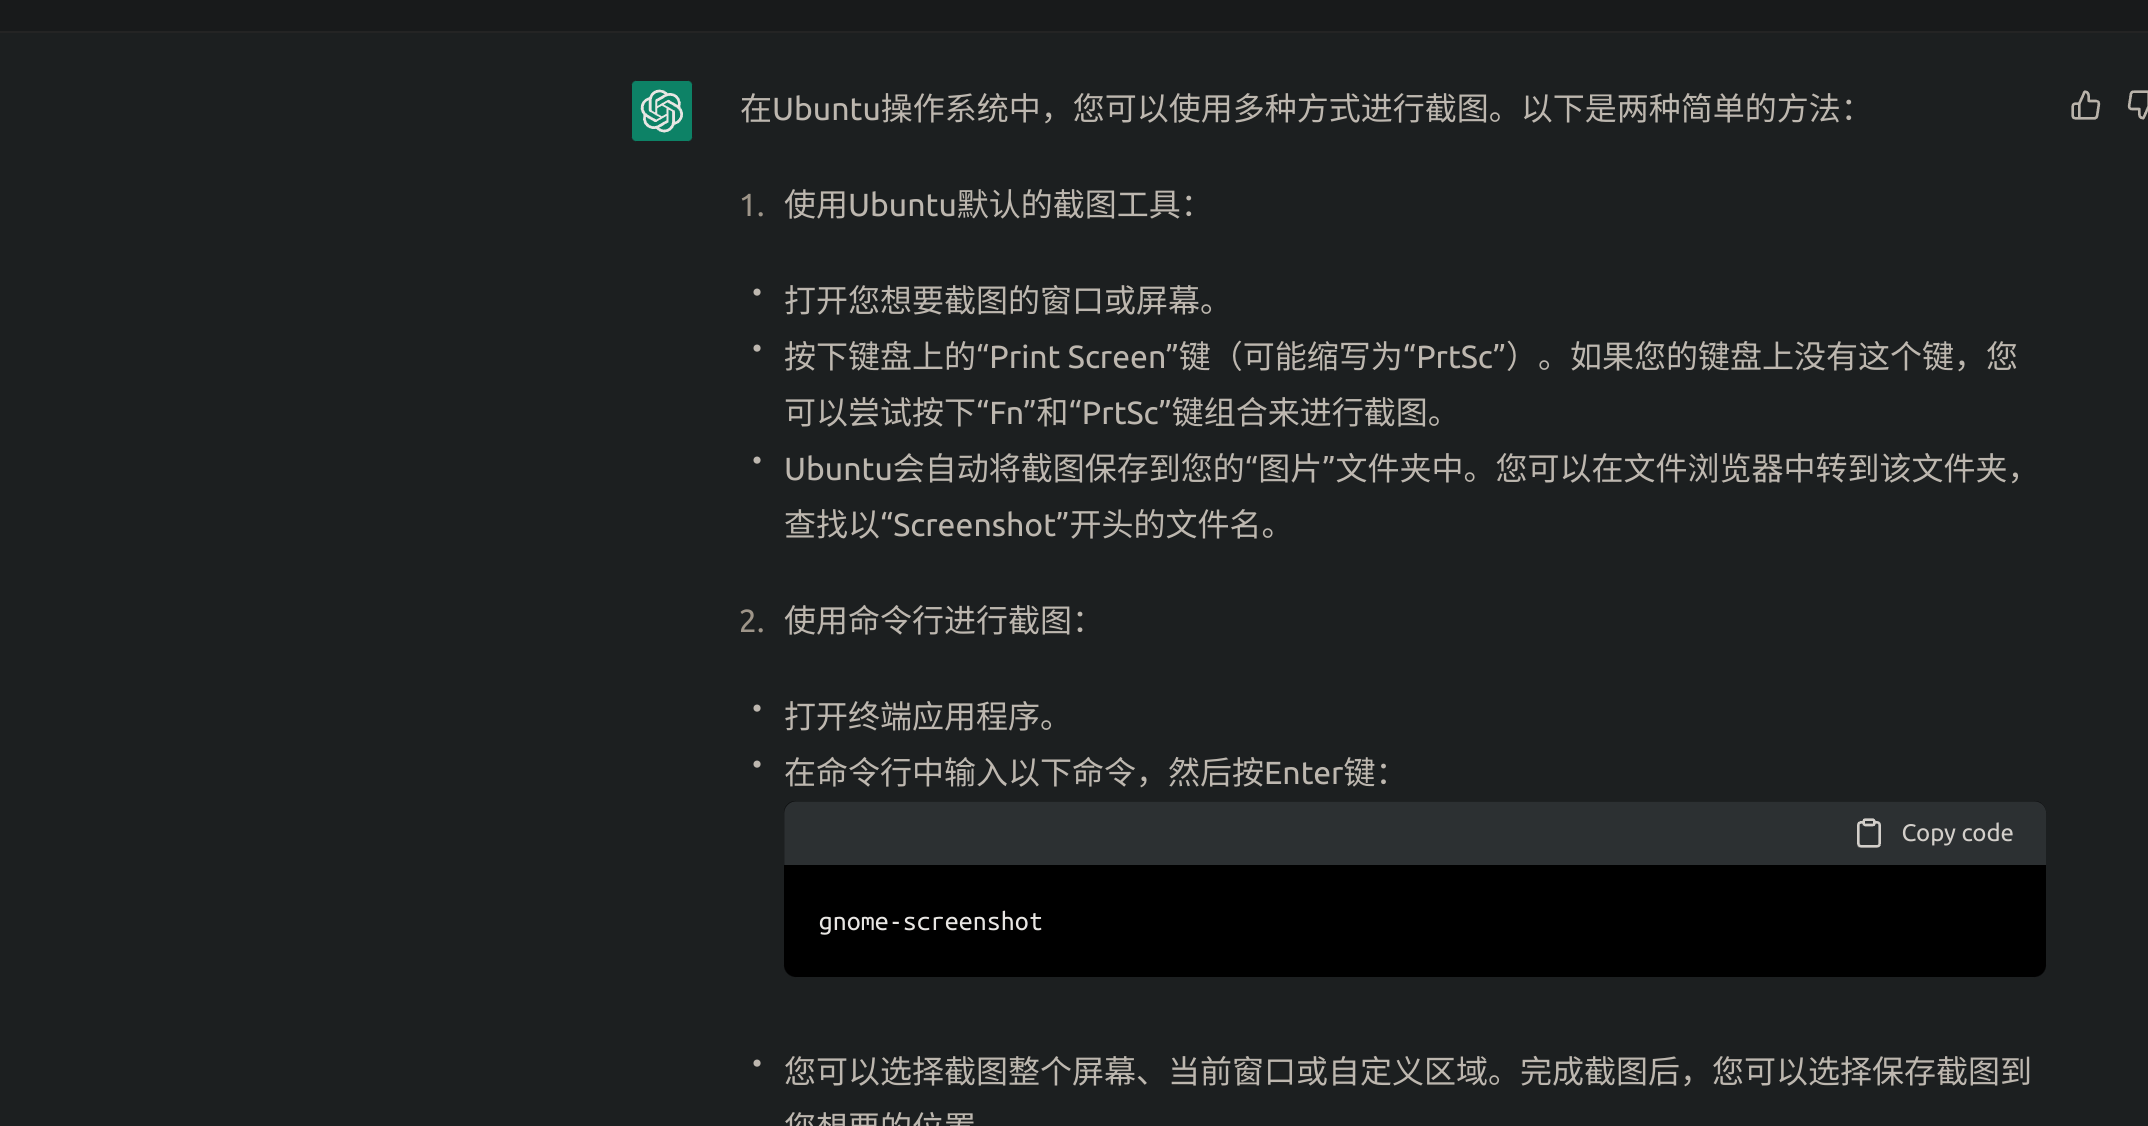 在Ubuntu操作系统中，您可以使用多种方式进行截图。以下是两种简单的方法：
1. 使用Ubuntu默认的截图工具：
• 打开您想要截图的窗口或屏幕。
• 按下键盘上的“Print Screen”键（可能缩写为“PrtSc”）。如果您的键盘上没有这个键，您
可以尝试按下“Fn”和“PrtSc”键组合来进行截图。
• Ubuntu会自动将截图保存到您的“图片”文件夹中。您可以在文件浏览器中转到该文件夹，
查找以“Screenshot”开头的文件名。
2. 使用命令行进行截图：
• 打开终端应用程序。
• 在命令行中输入以下命令，然后按Enter键：
Copy code
gnome-screenshot
• 您可以选择截图整个屏幕、当前窗口或自定义区域。完成截图后，您可以选择保存截图到
您想要的位置